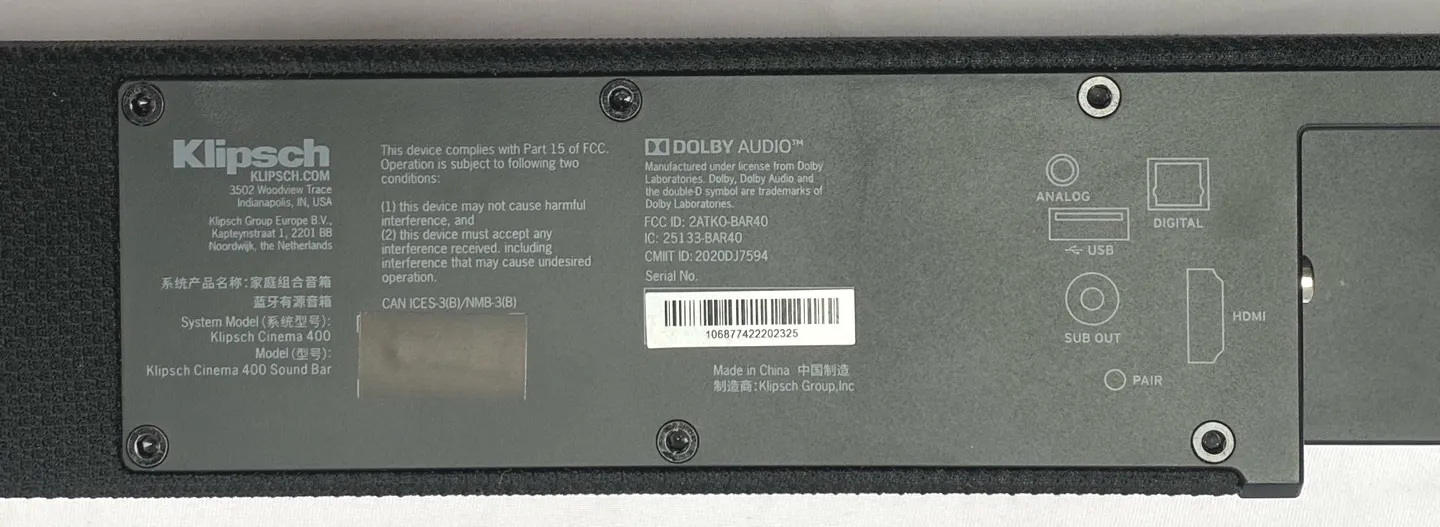 Klipsch
KLIPSCH.COM
3502 Woodview Trace
Indianapolis, IN, USA
Klipsch Group Europe B.V.,
Kapteynstraat 1, 2201 BB
Noordwijk, the Netherlands
系统产品名称:家庭组合音箱
蓝牙有源音箱
System Model (系统型号):
Klipsch Cinema 400
Model (型号):
Klipsch Cinema 400 Sound Bar
This device complies with Part 15 of FCC.
Operation is subject to following two
conditions:
(1) this device may not cause harmful
interference, and
(2) this device must accept any
interference received, including
interference that may cause undesired
operation.
CAN ICES-3(B)/NMB-3(B)
DOLBY AUDIO™
Manufactured under license from Dolby
Laboratories. Dolby, Dolby Audio and
the double-D symbol are trademarks of
Dolby Laboratories.
FCC ID: 2ATKO-BAR40
IC: 25133-BAR40
CMIIT ID: 2020DJ7594
Serial No.
106877422202325
Made in China 中国制造
制造商:Klipsch Group,Inc
ANALOG
DIGITAL
USB
SUB OUT
HDMI
PAIR